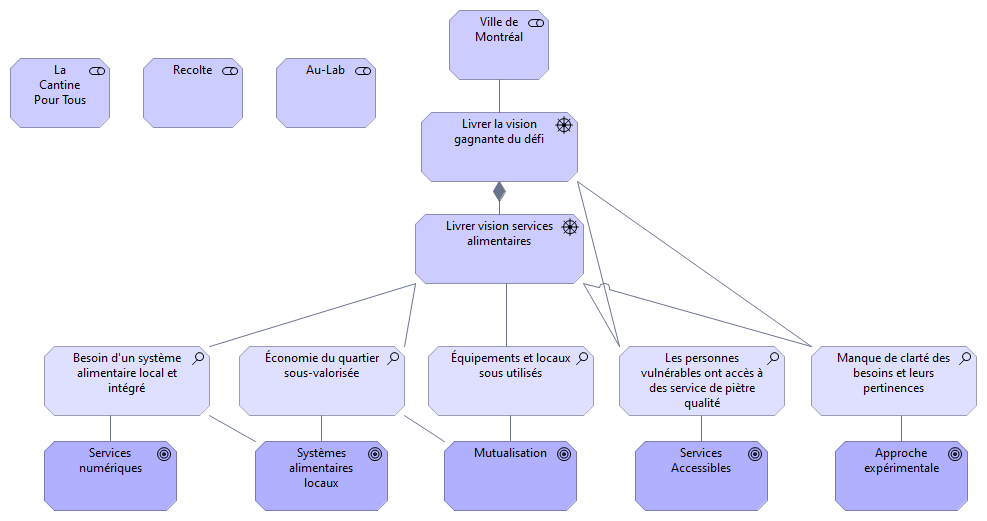 Ville de
Montréal
La
Cantine
Pour Tous
Recolte
Au-Lab
Livrer la vision
gagnante du défi
Livrer vision services
alimentaires
Besoin d'un système
alimentaire local et
intégré
Économie du quartier
sous-valorisée
Équipements et locaux
sous utilisés
Les personnes
vulnérables ont accès à
des service de piètre
qualité
Manque de clarté des
besoins et leurs
pertinences
Services
numériques
Systèmes
alimentaires
locaux
Mutualisation
Services
Accessibles
Approche
expérimentale